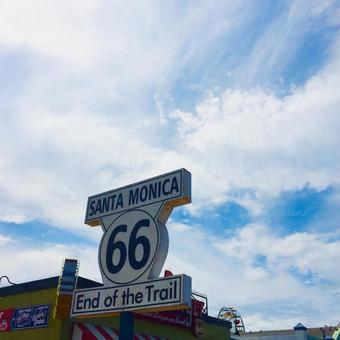 SANTA MONICA
66
End of the Trail